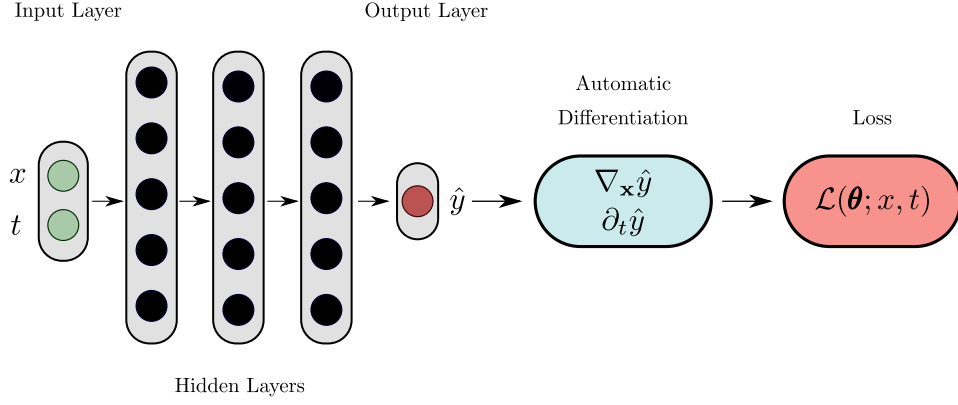 Input Layer
Output Layer
Automatic
Differentiation
Loss
x
t
ŷ
∇ₓŷ
∂ₜŷ
ℒ(θ; x, t)
Hidden Layers